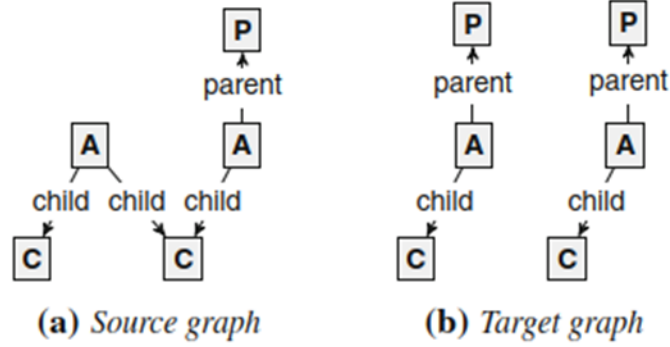 P P P
parent parent parent
A A A A
child child child child child
C C C C
(a) Source graph (b) Target graph